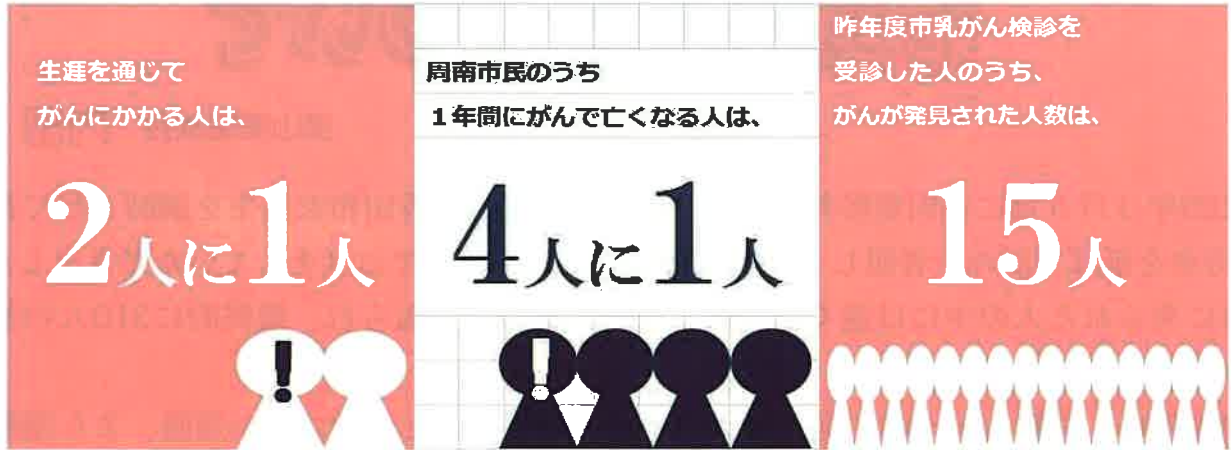 生涯を通じて
がんにかかる人は、
2人に1人
周南市民のうち
１年間にがんで亡くなる人は、
4人に1人
昨年度市乳がん検診を
受診した人のうち、
がんが発見された人数は、
15人